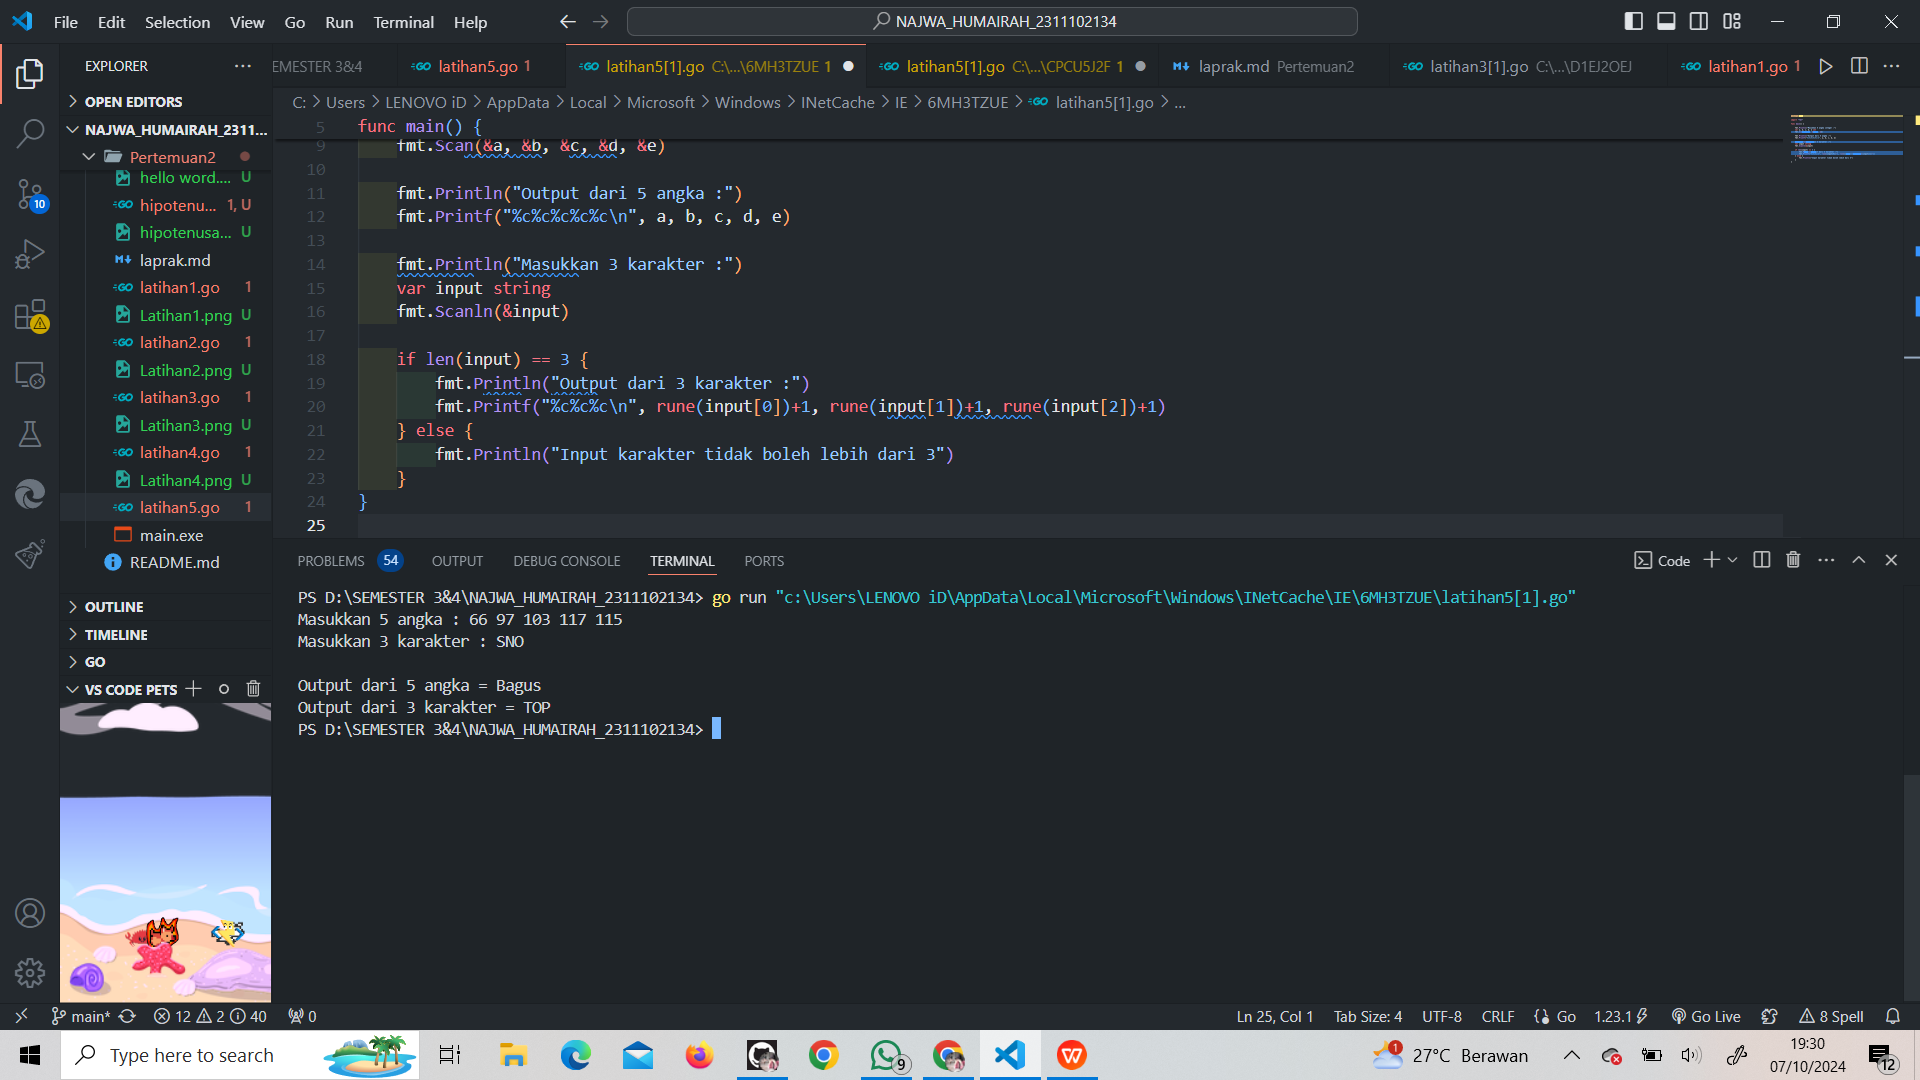 File Edit Selection View Go Run Terminal Help
NAJWA_HUMAIRAH_2311102134
EXPLORER
EMESTER 3&4
latihan5.go 1
latihan5[1].go C:\...\6MH3TZUE 1
latihan5[1].go C:\...\CPCU5J2F 1
laprak.md Pertemuan2
latihan3[1].go C:\...\D1EJ2OEJ
latihan1.go 1
C: > Users > LENOVO iD > AppData > Local > Microsoft > Windows > INetCache > IE > 6MH3TZUE > latihan5[1].go > ...
OPEN EDITORS
NAJWA_HUMAIRAH_2311...
Pertemuan2
hello word.... U
hipotenu... 1, U
hipotenusa... U
laprak.md
latihan1.go 1
Latihan1.png U
latihan2.go 1
Latihan2.png U
latihan3.go 1
Latihan3.png U
latihan4.go 1
Latihan4.png U
latihan5.go 1
main.exe
README.md
OUTLINE
TIMELINE
GO
VS CODE PETS
10
5 func main() {
9 fmt.Scan(&a, &b, &c, &d, &e)
10
11 fmt.Println("Output dari 5 angka :")
12 fmt.Printf("%c%c%c%c%c\n", a, b, c, d, e)
13
14 fmt.Println("Masukkan 3 karakter :")
15 var input string
16 fmt.Scanln(&input)
17
18 if len(input) == 3 {
19 fmt.Println("Output dari 3 karakter :")
20 fmt.Printf("%c%c%c\n", rune(input[0])+1, rune(input[1])+1, rune(input[2])+1)
21 } else {
22 fmt.Println("Input karakter tidak boleh lebih dari 3")
23 }
24 }
25
PROBLEMS 54 OUTPUT DEBUG CONSOLE TERMINAL PORTS
Code
PS D:\SEMESTER 3&4\NAJWA_HUMAIRAH_2311102134> go run "c:\Users\LENOVO iD\AppData\Local\Microsoft\Windows\INetCache\IE\6MH3TZUE\latihan5[1].go"
Masukkan 5 angka : 66 97 103 117 115
Masukkan 3 karakter : SNO
Output dari 5 angka = Bagus
Output dari 3 karakter = TOP
PS D:\SEMESTER 3&4\NAJWA_HUMAIRAH_2311102134>
main* 12 2 40 0
Ln 25, Col 1 Tab Size: 4 UTF-8 CRLF Go 1.23.1 Go Live 8 Spell
Type here to search
9
1
27°C Berawan
19:30
07/10/2024
12